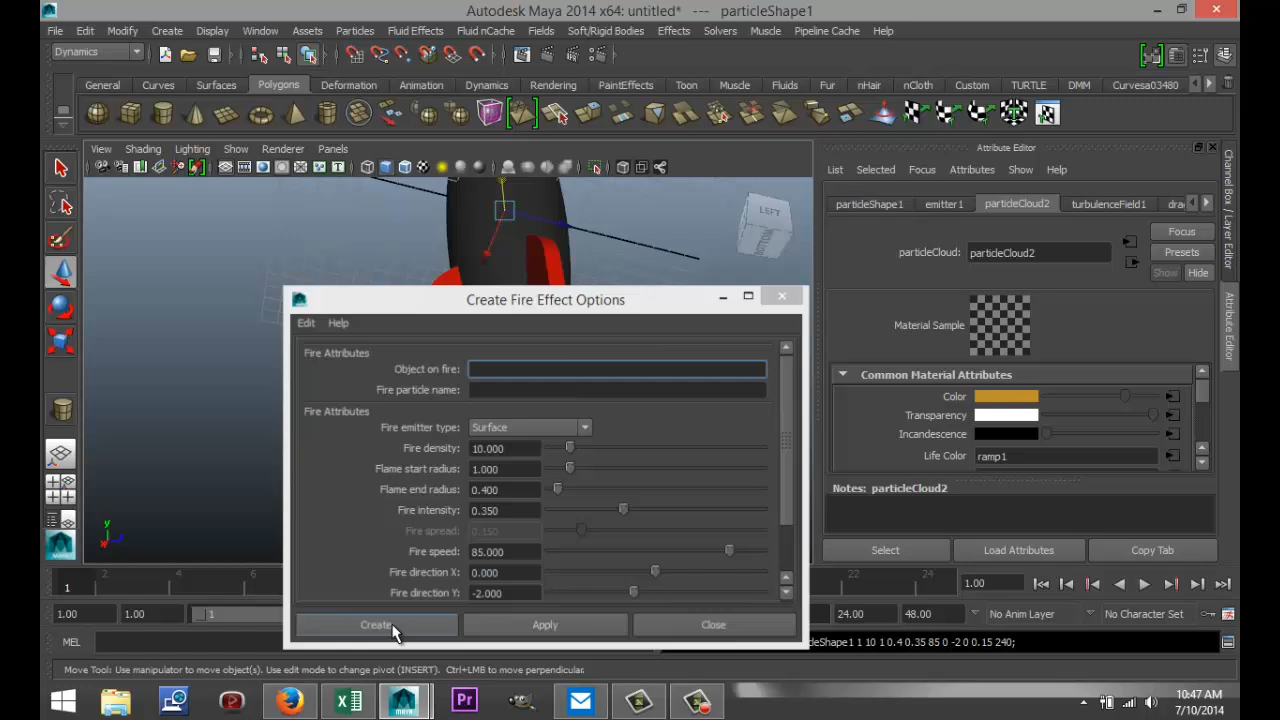 Autodesk Maya 2014 x64: untitled* --- particleShape1
File Edit Modify Create Display Window Assets Particles Fluid Effects Fluid nCache Fields Soft/Rigid Bodies Effects Solvers Muscle Pipeline Cache Help
Dynamics
General Curves Surfaces Polygons Deformation Animation Dynamics Rendering PaintEffects Toon Muscle Fluids Fur nHair nCloth Custom TURTLE DMM Curvesa03480
View Shading Lighting Show Renderer Panels
Attribute Editor
List Selected Focus Attributes Show Help
particleShape1 emitter1 particleCloud2 turbulenceField1 drag
LEFT
BOTTOM
Focus
particleCloud: particleCloud2
Presets
Show Hide
Material Sample
Channel Box / Layer Editor
Attribute Editor
Common Material Attributes
Color
Transparency
Incandescence
Life Color ramp1
Notes: particleCloud2
Select Load Attributes Copy Tab
Create Fire Effect Options
Edit Help
Fire Attributes
Object on fire:
Fire particle name:
Fire Attributes
Fire emitter type: Surface
Fire density: 10.000
Flame start radius: 1.000
Flame end radius: 0.400
Fire intensity: 0.350
Fire spread: 0.150
Fire speed: 85.000
Fire direction X: 0.000
Fire direction Y: -2.000
Create Apply Close
y
x
2 4 6 22 24
1 1.00
1.00 1.00 1 24.00 48.00 No Anim Layer No Character Set
MEL particleShape1 1 10 1 0.4 0.35 85 0 -2 0 0.15 240;
Move Tool: Use manipulator to move object(s). Use edit mode to change pivot (INSERT). Ctrl+LMB to move perpendicular.
Pr
10:47 AM
7/10/2014